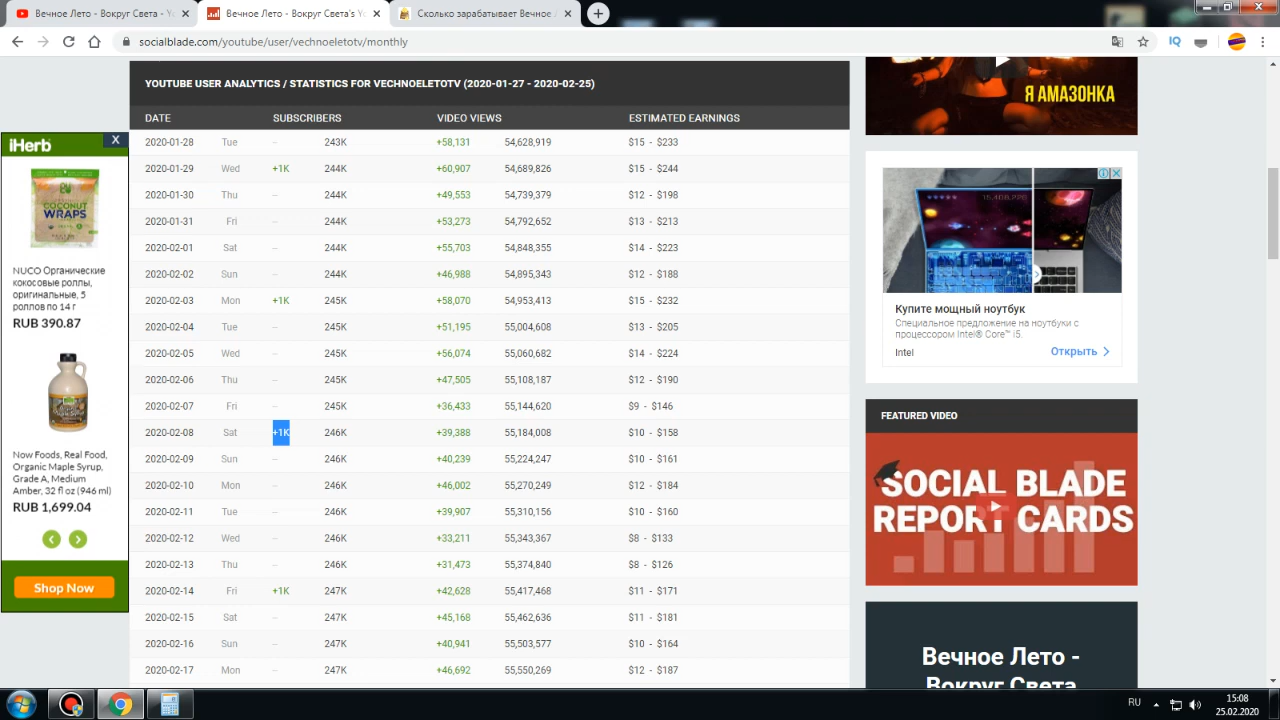 Вечное Лето - Вокруг Света - Y
Вечное Лето - Вокруг Света's Yo
Сколько зарабатывает Вечное Л
socialblade.com/youtube/user/vechnoeletotv/monthly
YOUTUBE USER ANALYTICS / STATISTICS FOR VECHNOELETOTV (2020-01-27 - 2020-02-25)
DATE SUBSCRIBERS VIDEO VIEWS ESTIMATED EARNINGS
2020-01-28 Tue -- 243K +58,131 54,628,919 $15 - $233
2020-01-29 Wed +1K 244K +60,907 54,689,826 $15 - $244
2020-01-30 Thu -- 244K +49,553 54,739,379 $12 - $198
2020-01-31 Fri -- 244K +53,273 54,792,652 $13 - $213
2020-02-01 Sat -- 244K +55,703 54,848,355 $14 - $223
2020-02-02 Sun -- 244K +46,988 54,895,343 $12 - $188
2020-02-03 Mon +1K 245K +58,070 54,953,413 $15 - $232
2020-02-04 Tue -- 245K +51,195 55,004,608 $13 - $205
2020-02-05 Wed -- 245K +56,074 55,060,682 $14 - $224
2020-02-06 Thu -- 245K +47,505 55,108,187 $12 - $190
2020-02-07 Fri -- 245K +36,433 55,144,620 $9 - $146
2020-02-08 Sat +1K 246K +39,388 55,184,008 $10 - $158
2020-02-09 Sun -- 246K +40,239 55,224,247 $10 - $161
2020-02-10 Mon -- 246K +46,002 55,270,249 $12 - $184
2020-02-11 Tue -- 246K +39,907 55,310,156 $10 - $160
2020-02-12 Wed -- 246K +33,211 55,343,367 $8 - $133
2020-02-13 Thu -- 246K +31,473 55,374,840 $8 - $126
2020-02-14 Fri +1K 247K +42,628 55,417,468 $11 - $171
2020-02-15 Sat -- 247K +45,168 55,462,636 $11 - $181
2020-02-16 Sun -- 247K +40,941 55,503,577 $10 - $164
2020-02-17 Mon -- 247K +46,692 55,550,269 $12 - $187
iHerb
X
ORGANIC
COCONUT
WRAPS
NUCO Органические
кокосовые роллы,
оригинальные, 5
роллов по 14 г
RUB 390.87
Now Foods, Real Food,
Organic Maple Syrup,
Grade A, Medium
Amber, 32 fl oz (946 ml)
RUB 1,699.04
Shop Now
Я АМАЗОНКА
Купите мощный ноутбук
Специальное предложение на ноутбуки с
процессором Intel® Core™ i5.
Intel
Открыть
FEATURED VIDEO
SOCIAL BLADE
REPORT CARDS
Вечное Лето -
Вокруг Света
IQ
RU
15:08
25.02.2020